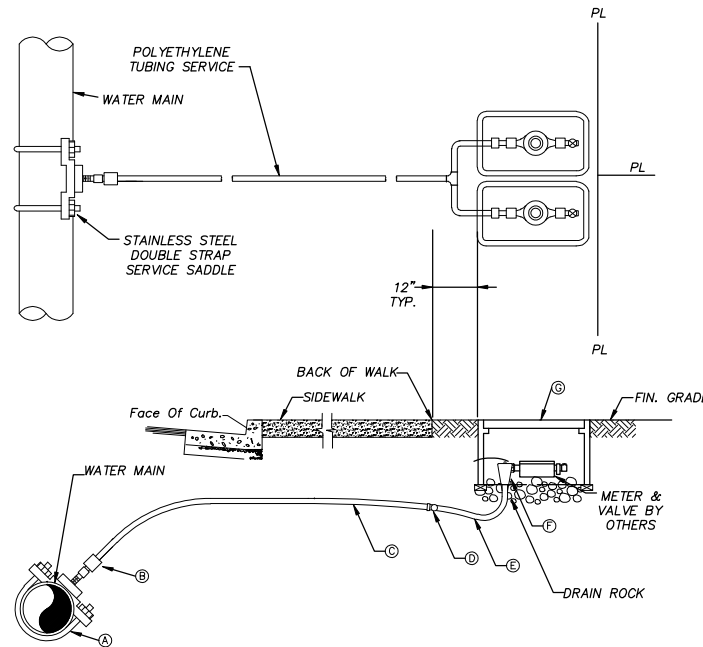 PL
POLYETHYLENE
TUBING SERVICE
WATER MAIN
PL
STAINLESS STEEL
DOUBLE STRAP
SERVICE SADDLE
12"
TYP.
PL
BACK OF WALK
SIDEWALK
G
FIN. GRADE
Face Of Curb.
WATER MAIN
METER &
VALVE BY
OTHERS
F
B
C
D
E
DRAIN ROCK
A